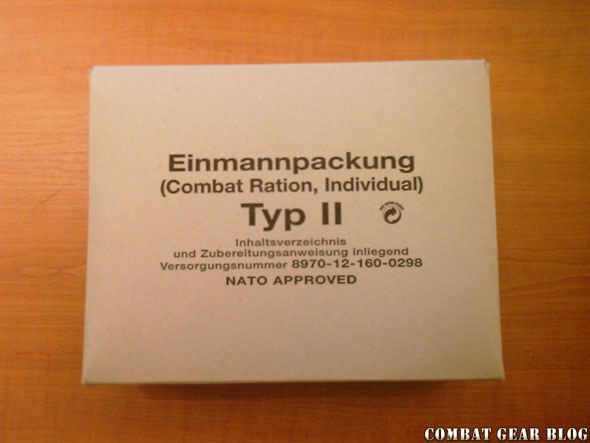 Einmannpackung
(Combat Ration, Individual)
Typ II
Inhaltsverzeichnis
und Zubereitungsanweisung inliegend
Versorgungsnummer 8970-12-160-0298
NATO APPROVED
COMBAT GEAR BLOG